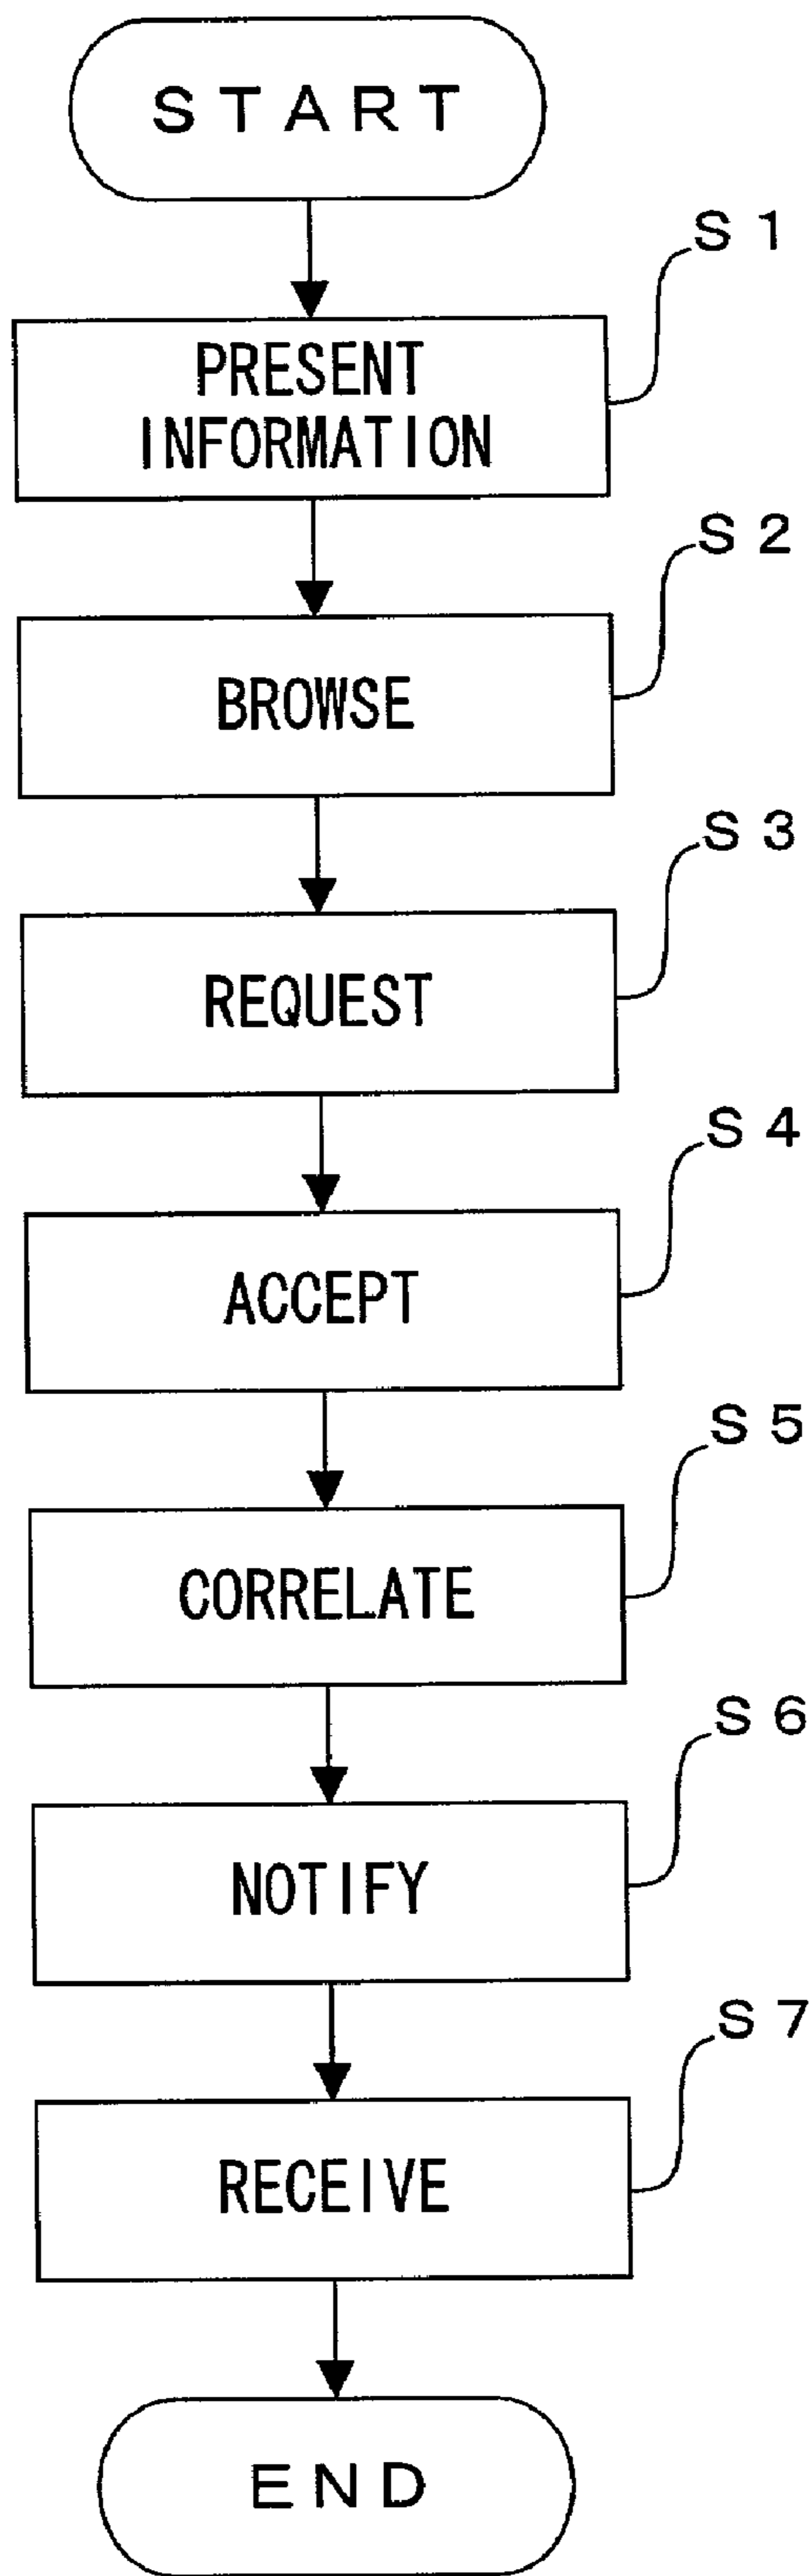 START
S1
PRESENT
INFORMATION
S2
BROWSE
S3
REQUEST
S4
ACCEPT
S5
CORRELATE
S6
NOTIFY
S7
RECEIVE
END